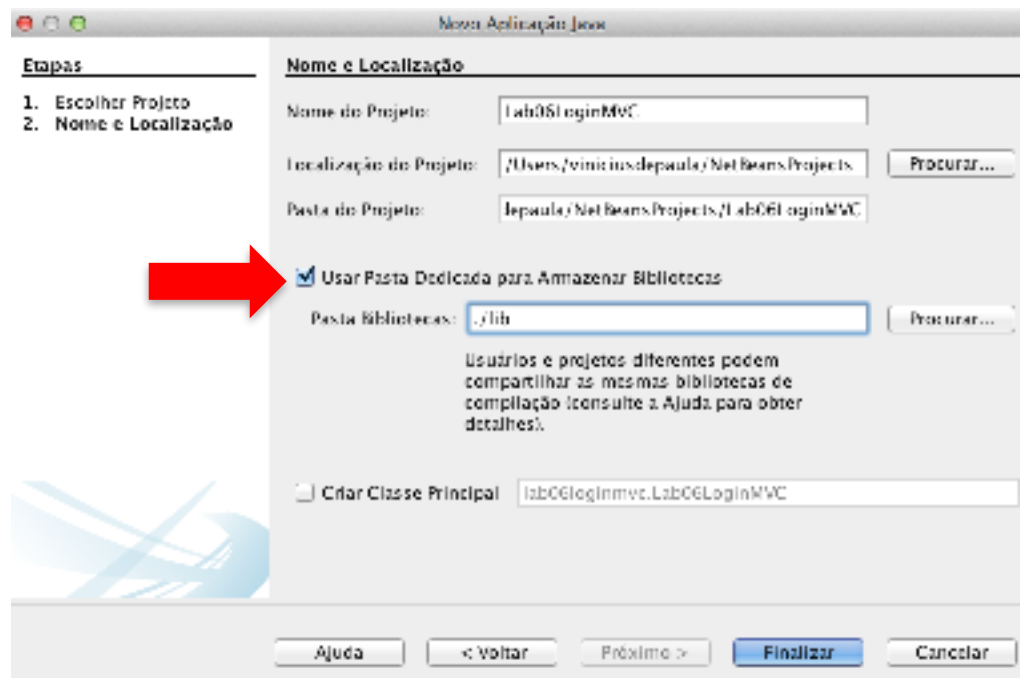 Nova Aplicação Java
Etapas
1. Escolher Projeto
2. Nome e Localização
Nome e Localização
Nome do Projeto: Lab06LoginMVC
Localização do Projeto: /Users/viniciusdepaula/NetBeansProjects Procurar...
Pasta do Projeto: depaula/NetBeansProjects/Lab06LoginMVC
Usar Pasta Dedicada para Armazenar Bibliotecas
Pasta Bibliotecas: ./lib Procurar...
Usuários e projetos diferentes podem
compartilhar as mesmas bibliotecas de
compilação (consulte a Ajuda para obter
detalhes).
Criar Classe Principal lab06loginmvc.Lab06LoginMVC
Ajuda < Voltar Próximo > Finalizar Cancelar